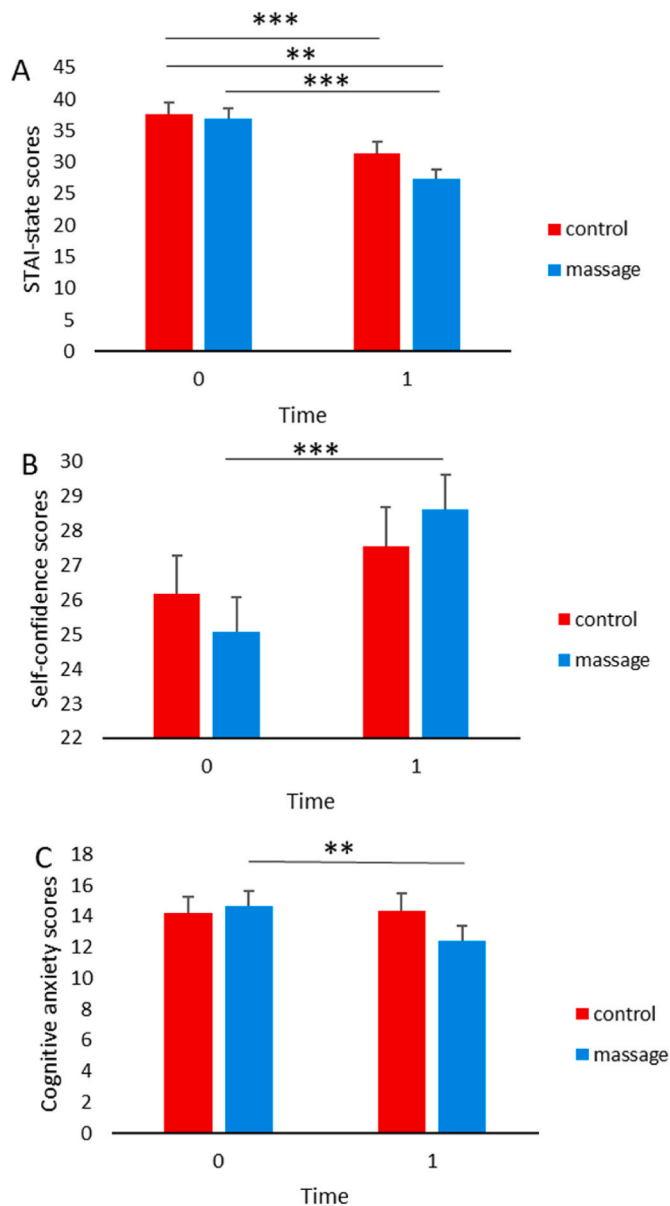 ***
A
**
***
45
40
35
30
25
20
15
10
5
0
STAI-state scores
0 1
Time
control
massage
B
***
30
29
28
27
26
25
24
23
22
Self-confidence scores
0 1
Time
control
massage
C
**
18
16
14
12
10
8
6
4
2
0
Cognitive anxiety scores
0 1
Time
control
massage